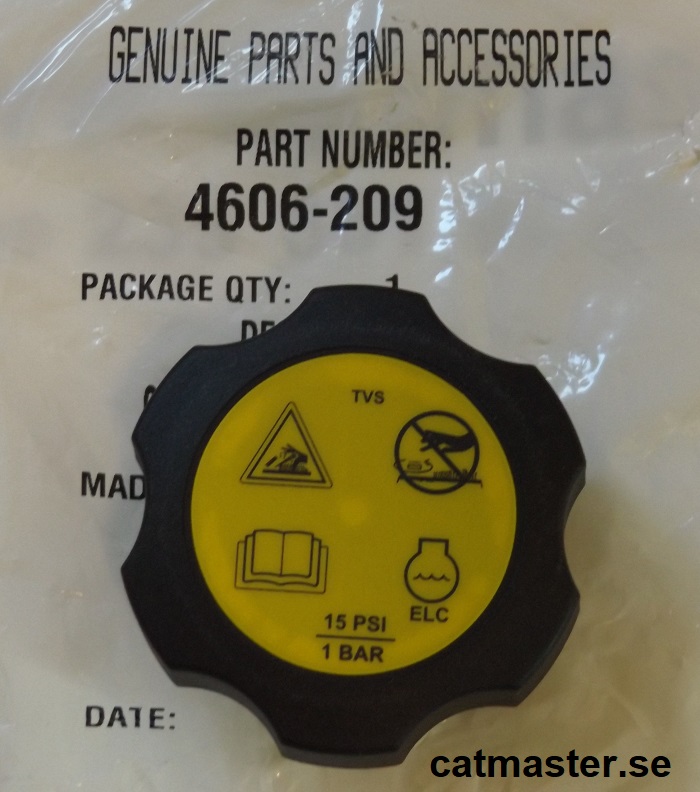 GENUINE PARTS AND ACCESSORIES
PART NUMBER:
4606-209
PACKAGE QTY: 1
TVS
MAD
ELC
15 PSI
1 BAR
DATE:
catmaster.se